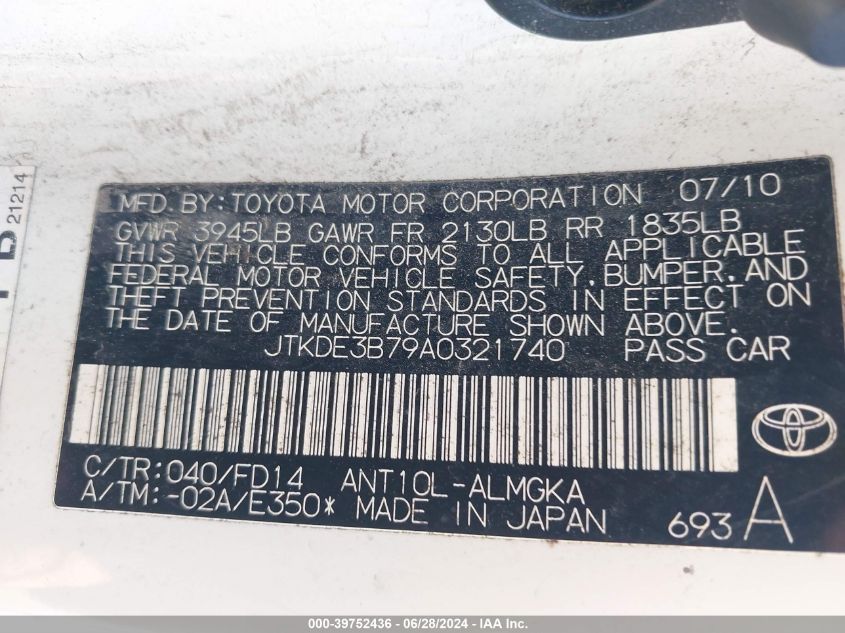 MFD.BY:TOYOTA MOTOR CORPORATION 07/10
GVWR 3945LB GAWR FR 2130LB RR 1835LB
THIS VEHICLE CONFORMS TO ALL APPLICABLE
FEDERAL MOTOR VEHICLE SAFETY, BUMPER, AND
THEFT PREVENTION STANDARDS IN EFFECT ON
THE DATE OF MANUFACTURE SHOWN ABOVE.
JTKDE3B79A0321740 PASS CAR
C/TR:040/FD14 ANT10L-ALMGKA
A/TM:-02A/E350* MADE IN JAPAN
693 A
21214
000-39752436 - 06/28/2024 - IAAI.COM